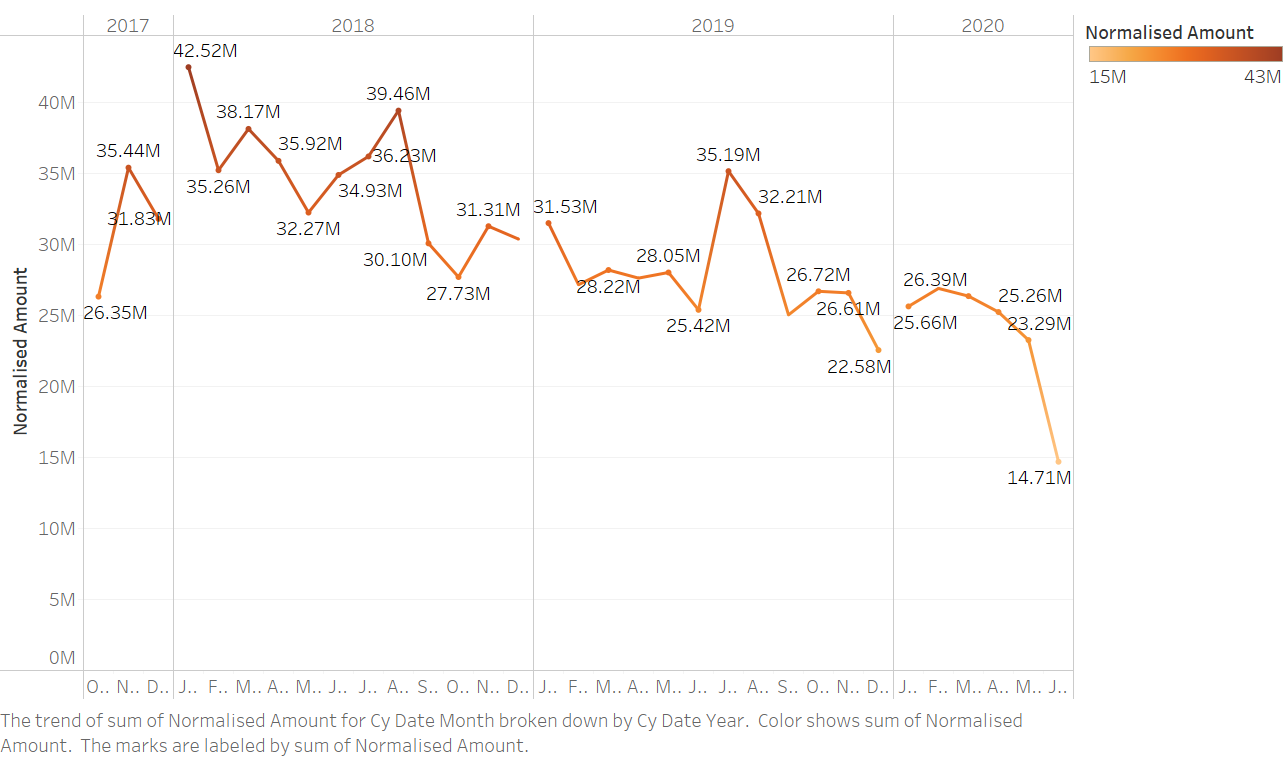 2017 2018 2019 2020
Normalised Amount
15M 43M
42.52M
39.46M
38.17M
40M
35.44M
35.92M
36.23M
35.19M
35M
35.26M
34.93M
32.21M
31.83M
32.27M
31.31M
31.53M
30M
30.10M
28.05M
26.72M
26.39M
27.73M
28.22M
25.26M
26.35M
26.61M
25M
25.42M
25.66M
23.29M
22.58M
20M
15M
14.71M
10M
5M
0M
Normalised Amount
O.. N.. D.. J.. F.. M.. A.. M.. J.. J.. A.. S.. O.. N.. D.. J.. F.. M.. A.. M.. J.. J.. A.. S.. O.. N.. D.. J.. F.. M.. A.. M.. J..
The trend of sum of Normalised Amount for Cy Date Month broken down by Cy Date Year. Color shows sum of Normalised
Amount. The marks are labeled by sum of Normalised Amount.